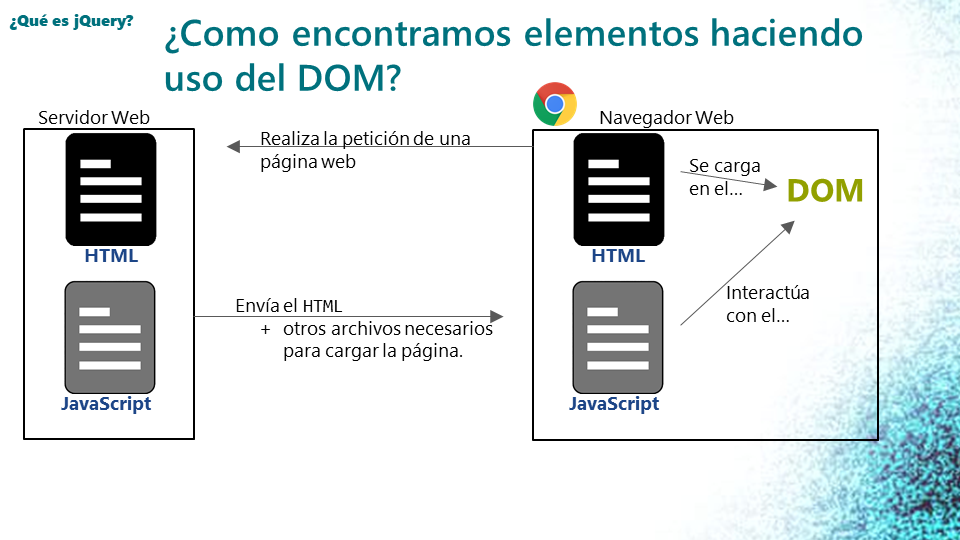 ¿Qué es jQuery?
¿Como encontramos elementos haciendo
uso del DOM?
Servidor Web
HTML
JavaScript
Realiza la petición de una
página web
Envía el HTML
+ otros archivos necesarios
para cargar la página.
Navegador Web
HTML
JavaScript
Se carga
en el...
DOM
Interactúa
con el...